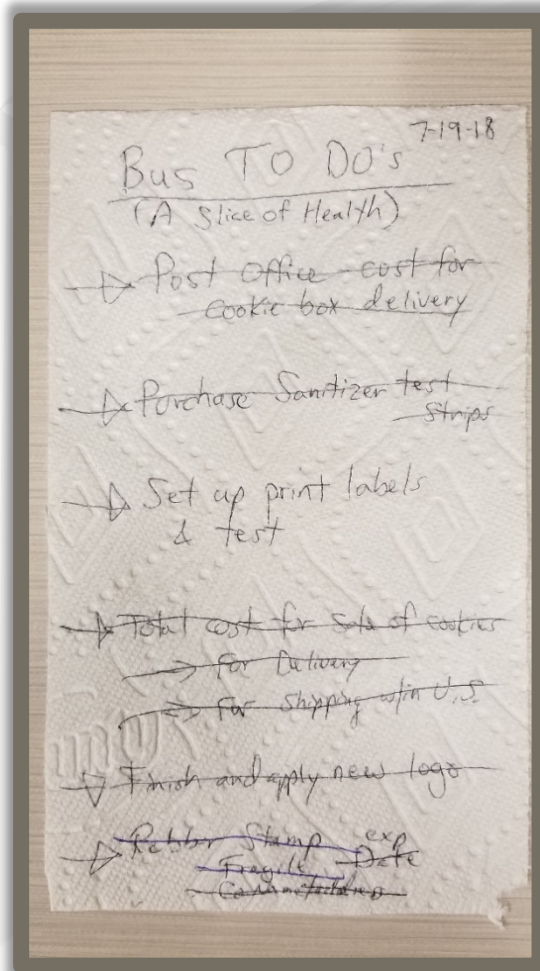 7-19-18
Bus TO DO's
(A Slice of Health)
Post Office cost for
cookie box delivery
Purchase Sanitizer test
strips
Set up print labels
& test
Total cost for sale of cookies
→ for Delivery
→ For Shipping w/in U.S.
Finish and apply new logo
Rubber Stamp exp
Fragile Date